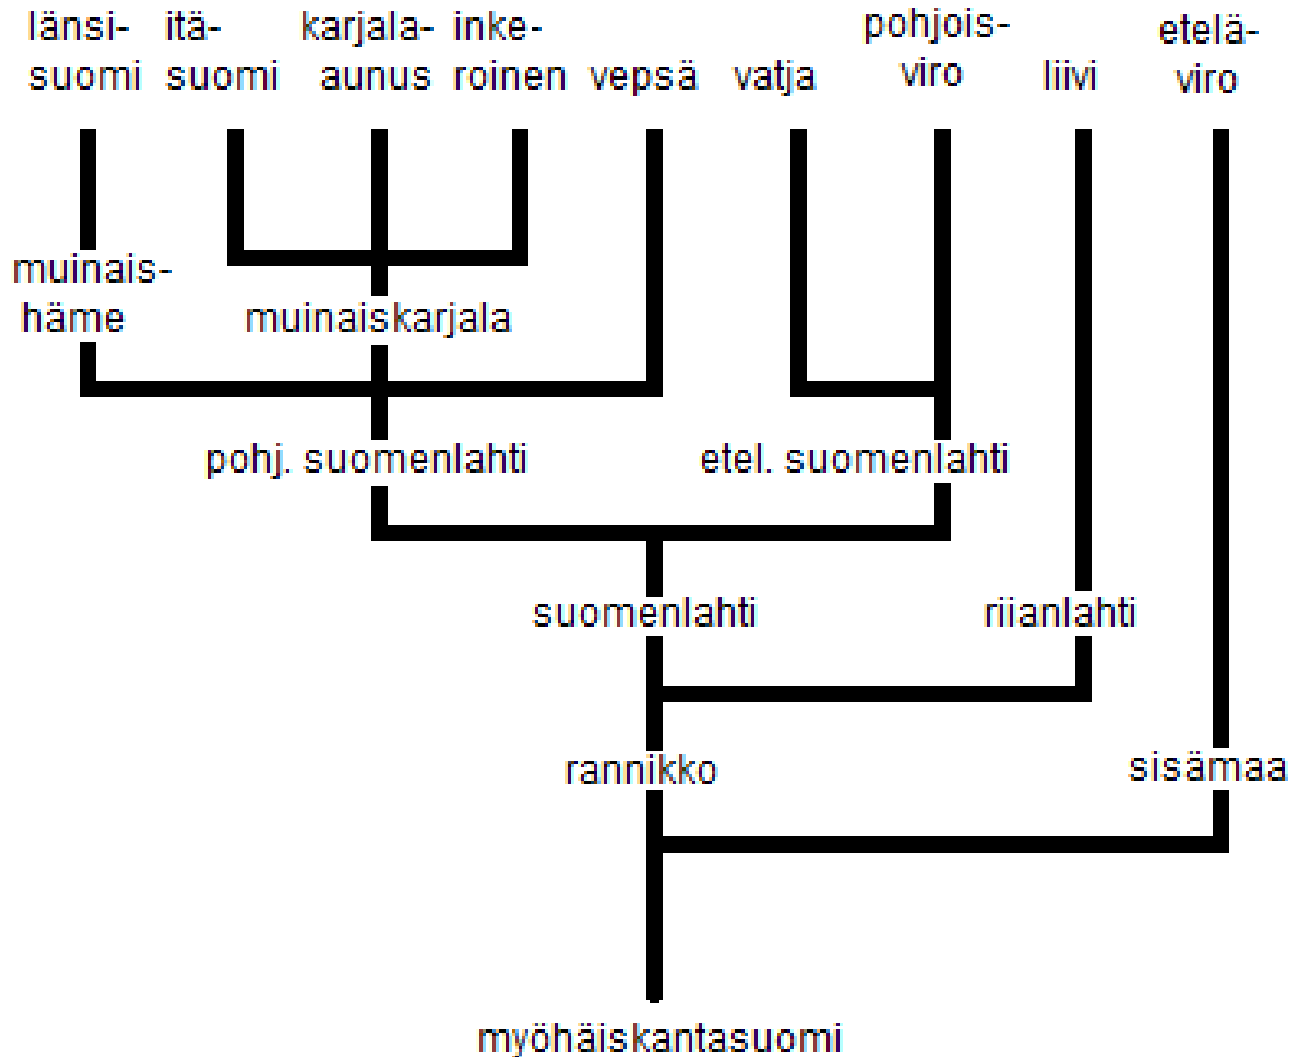 länsi-
suomi
itä-
suomi
karjala-
aunus
inke-
roinen
vepsä
vatja
pohjois-
viro
liivi
etelä-
viro
muinais-
häme
muinaiskarjala
pohj. suomenlahti
etel. suomenlahti
suomenlahti
riianlahti
rannikko
sisämaa
myöhäiskantasuomi